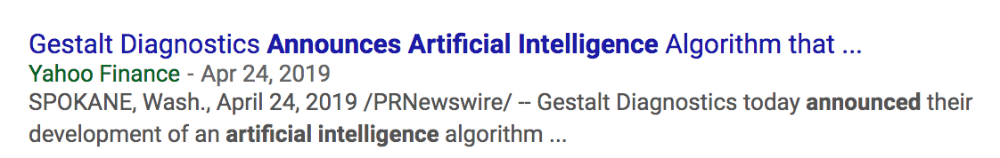 Gestalt Diagnostics Announces Artificial Intelligence Algorithm that ...
Yahoo Finance - Apr 24, 2019
SPOKANE, Wash., April 24, 2019 /PRNewswire/ -- Gestalt Diagnostics today announced their
development of an artificial intelligence algorithm ...